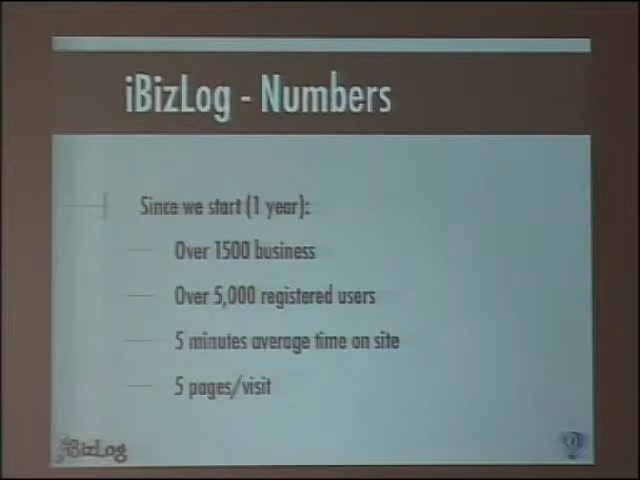 iBizLog - Numbers
Since we start (1 year):
Over 1500 business
Over 5,000 registered users
5 minutes average time on site
5 pages/visit
iBizLog